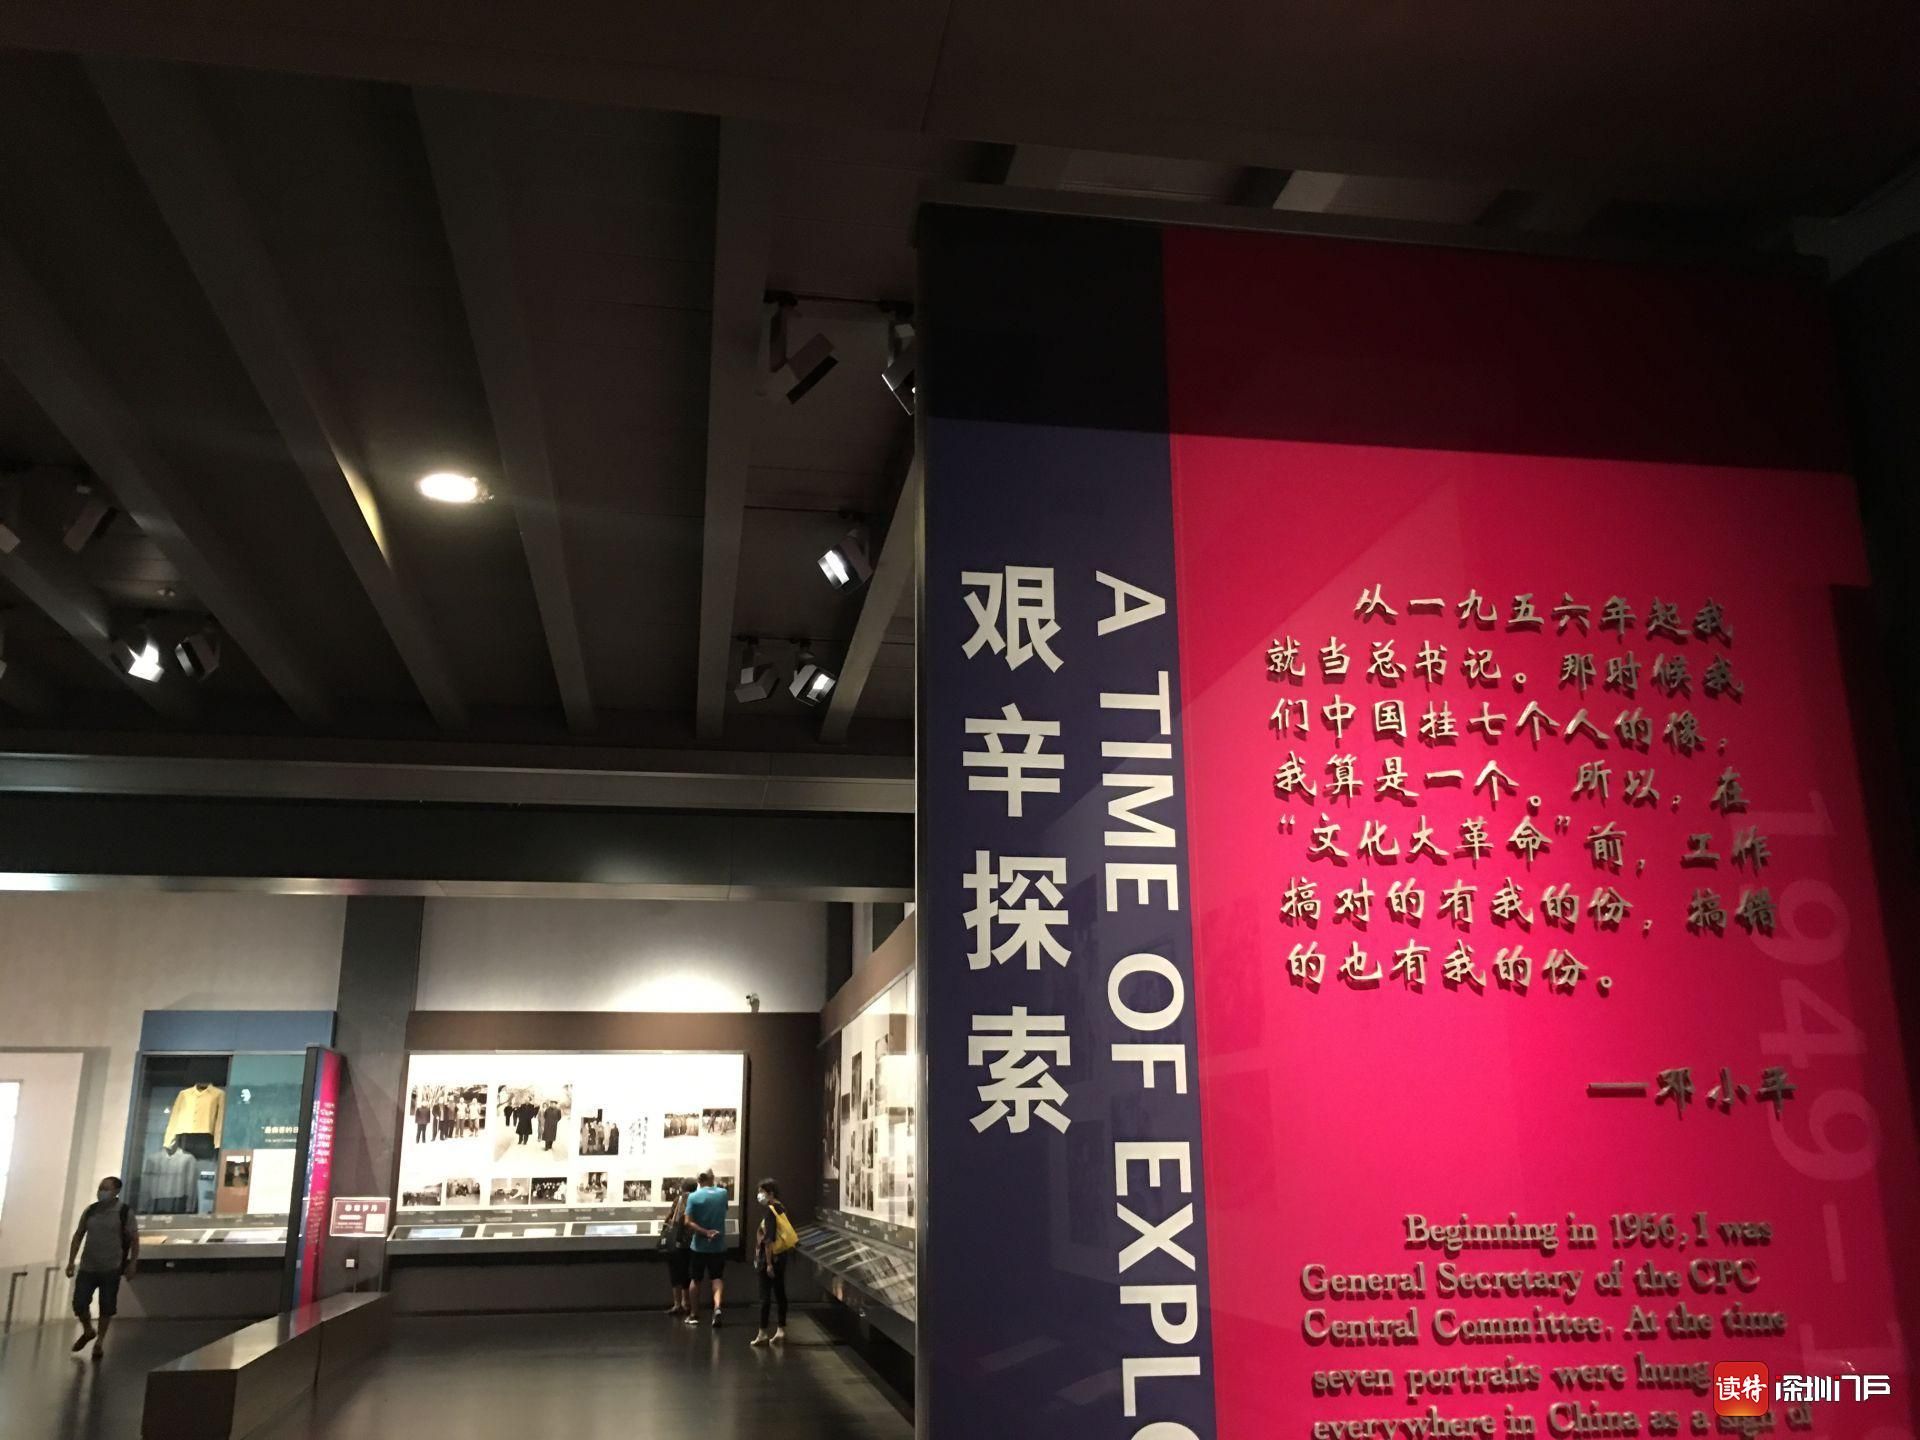 艰辛探索
A TIME OF EXPLO
从一九五六年起我
就当总书记。那时候我
们中国挂七个人的像，
我算是一个。所以，在
“文化大革命”前，工作
搞对的有我的份，搞错
的也有我的份。
——邓小平
1949-1
Beginning in 1956, I was
General Secretary of the CPC
Central Committee. At the time
seven portraits were hung
everywhere in China as a sign of
读特 深圳门户